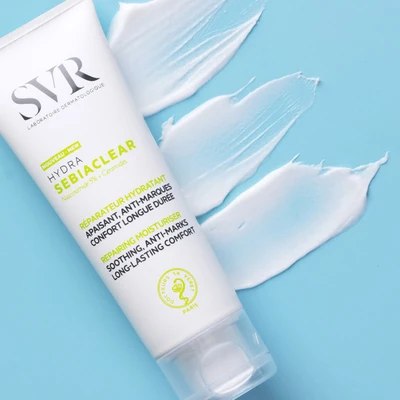 SVR
LABORATOIRE DERMATOLOGIQUE
NOUVEAU - NEW
HYDRA
SEBIACLEAR
RÉPARATEUR HYDRATANT
APAISANT, ANTI-MARQUES
CONFORT LONGUE DURÉE
REPAIRING MOISTURISER
SOOTHING, ANTI-MARKS
LONG-LASTING COMFORT
PARIS